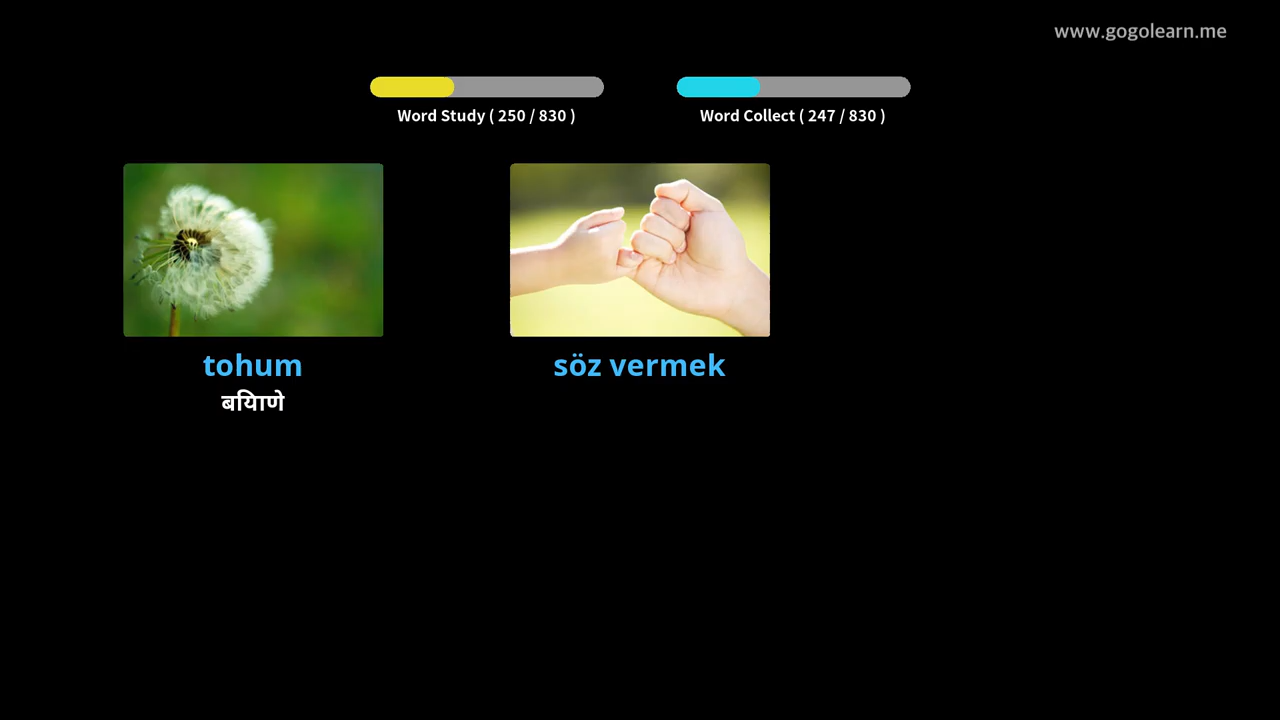 www.gogolearn.me
Word Study ( 250 / 830 )
Word Collect ( 247 / 830 )
tohum
बियाणे
söz vermek